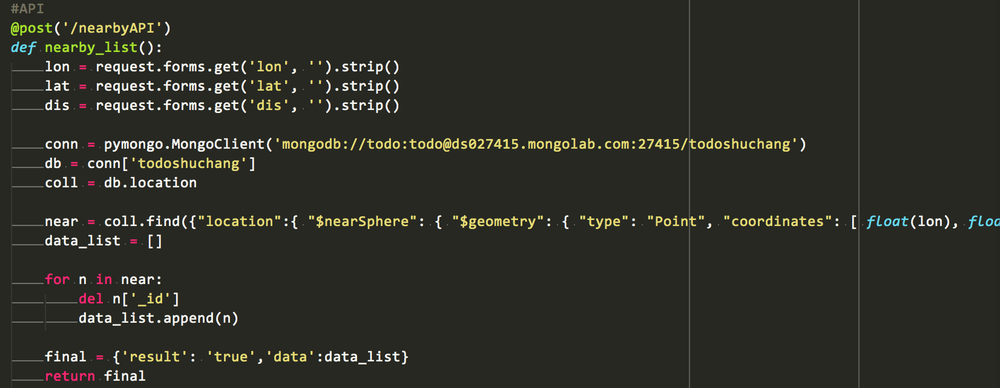 #API
@post('/nearbyAPI')
def nearby_list():
lon = request.forms.get('lon', '').strip()
lat = request.forms.get('lat', '').strip()
dis = request.forms.get('dis', '').strip()
conn = pymongo.MongoClient('mongodb://todo:todo@ds027415.mongolab.com:27415/todoshuchang')
db = conn['todoshuchang']
coll = db.location
near = coll.find({"location":{ "$nearSphere": { "$geometry": { "type": "Point", "coordinates": [ float(lon), floa
data_list = []
for n in near:
del n['_id']
data_list.append(n)
final = {'result': 'true','data':data_list}
return final